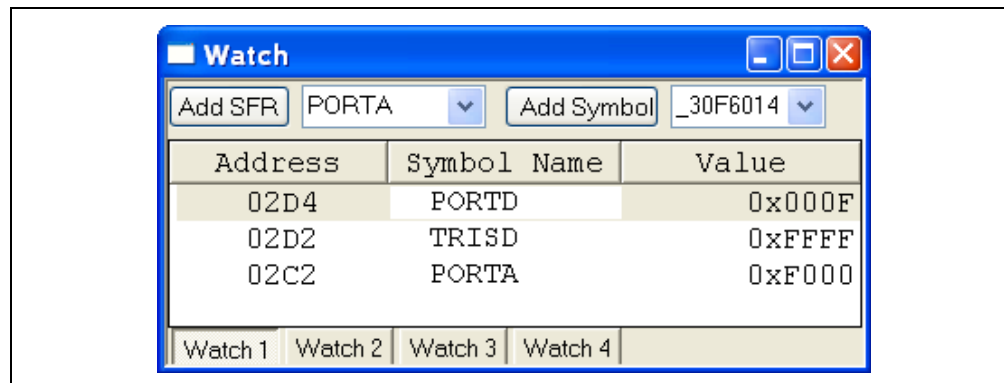 Watch
Add SFR PORTA Add Symbol _30F6014
Address Symbol Name Value
02D4 PORTD 0x000F
02D2 TRISD 0xFFFF
02C2 PORTA 0xF000
Watch 1 Watch 2 Watch 3 Watch 4